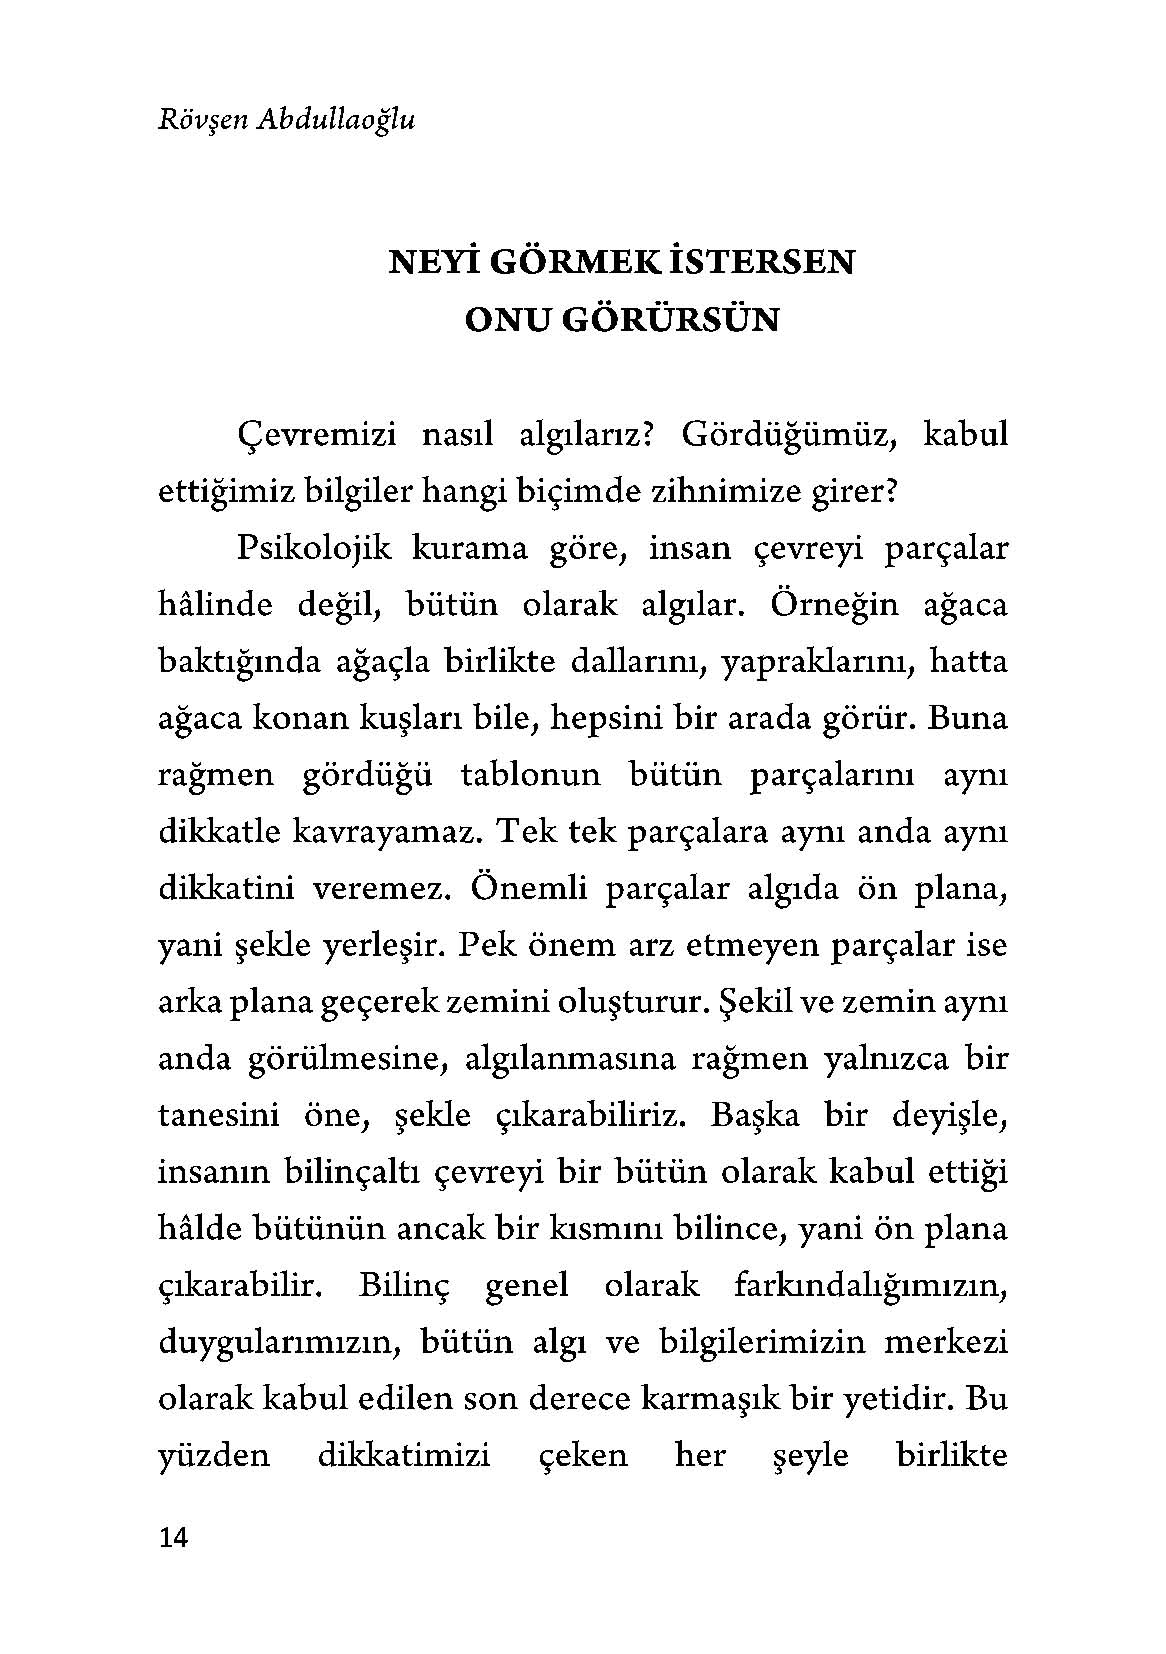 Rövşen Abdullaoğlu
NEYİ GÖRMEK İSTERSEN
ONU GÖRÜRSÜN
Çevremizi nasıl algılarız? Gördüğümüz, kabul
ettiğimiz bilgiler hangi biçimde zihnimize girer?
Psikolojik kurama göre, insan çevreyi parçalar
hâlinde değil, bütün olarak algılar. Örneğin ağaca
baktığında ağaçla birlikte dallarını, yapraklarını, hatta
ağaca konan kuşları bile, hepsini bir arada görür. Buna
rağmen gördüğü tablonun bütün parçalarını aynı
dikkatle kavrayamaz. Tek tek parçalara aynı anda aynı
dikkatini veremez. Önemli parçalar algıda ön plana,
yani şekle yerleşir. Pek önem arz etmeyen parçalar ise
arka plana geçerek zemini oluşturur. Şekil ve zemin aynı
anda görülmesine, algılanmasına rağmen yalnızca bir
tanesini öne, şekle çıkarabiliriz. Başka bir deyişle,
insanın bilinçaltı çevreyi bir bütün olarak kabul ettiği
hâlde bütünün ancak bir kısmını bilince, yani ön plana
çıkarabilir. Bilinç genel olarak farkındalığımızın,
duygularımızın, bütün algı ve bilgilerimizin merkezi
olarak kabul edilen son derece karmaşık bir yetidir. Bu
yüzden dikkatimizi çeken her şeyle birlikte
14